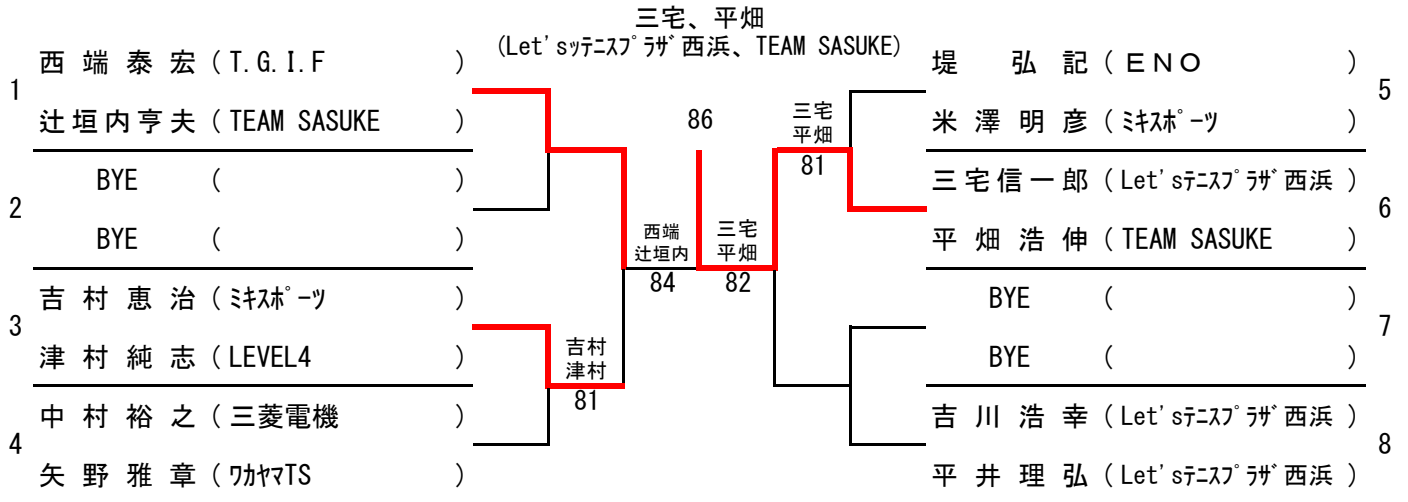 三宅、平畑
(Let'sッテニスプラザ西浜、TEAM SASUKE)
1
西 端 泰 宏 ( T.G.I.F )
辻垣内亨夫 ( TEAM SASUKE )
2
BYE ( )
BYE ( )
3
吉 村 恵 治 ( ミキスポーツ )
津 村 純 志 ( LEVEL4 )
4
中 村 裕 之 ( 三菱電機 )
矢 野 雅 章 ( ワカヤマTS )
吉村
津村
81
西端
辻垣内
84
86
三宅
平畑
82
三宅
平畑
81
堤 弘 記 ( ENO )
米 澤 明 彦 ( ミキスポーツ )
5
三宅信一郎 ( Let'sテニスプラザ西浜 )
平 畑 浩 伸 ( TEAM SASUKE )
6
BYE ( )
BYE ( )
7
吉 川 浩 幸 ( Let'sテニスプラザ西浜 )
平 井 理 弘 ( Let'sテニスプラザ西浜 )
8